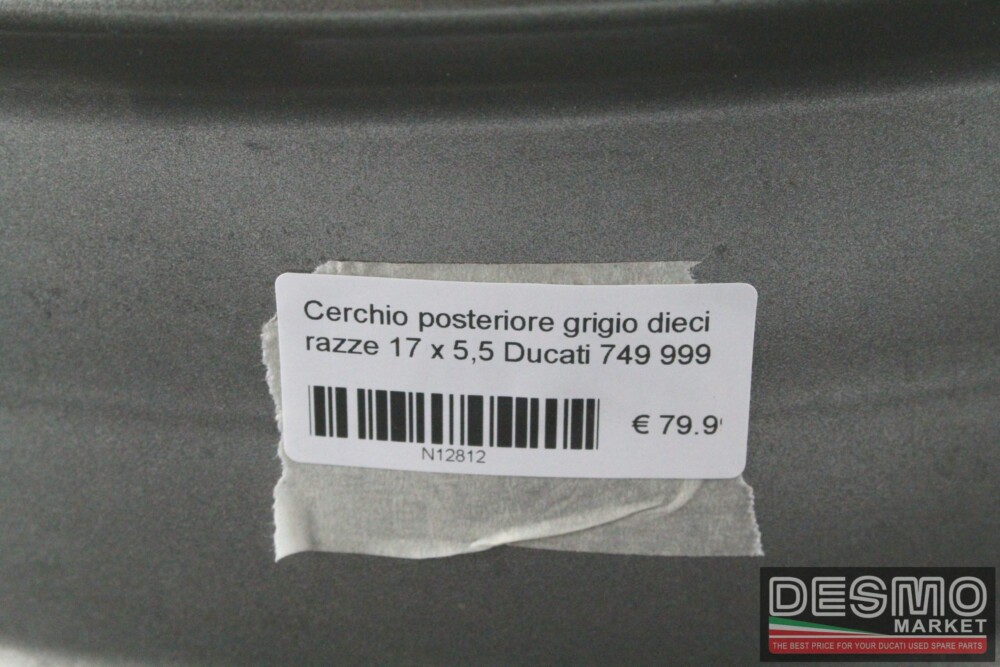 Cerchio posteriore grigio dieci
razze 17 x 5,5 Ducati 749 999
€ 79.9
N12812
DESMO
MARKET
THE BEST PRICE FOR YOUR DUCATI USED SPARE PARTS